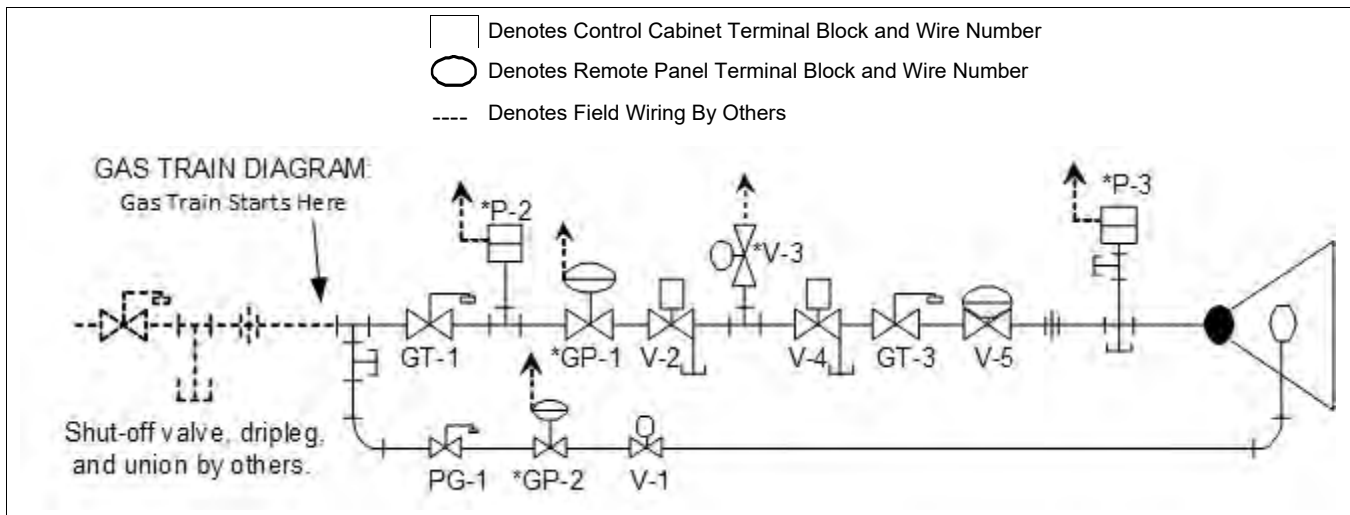 Denotes Control Cabinet Terminal Block and Wire Number
Denotes Remote Panel Terminal Block and Wire Number
---- Denotes Field Wiring By Others
GAS TRAIN DIAGRAM
Gas Train Starts Here
*P-2
*V-3
*P-3
GT-1
*GP-1
V-2
V-4
GT-3
V-5
Shut-off valve, dripleg,
and union by others.
PG-1
*GP-2
V-1